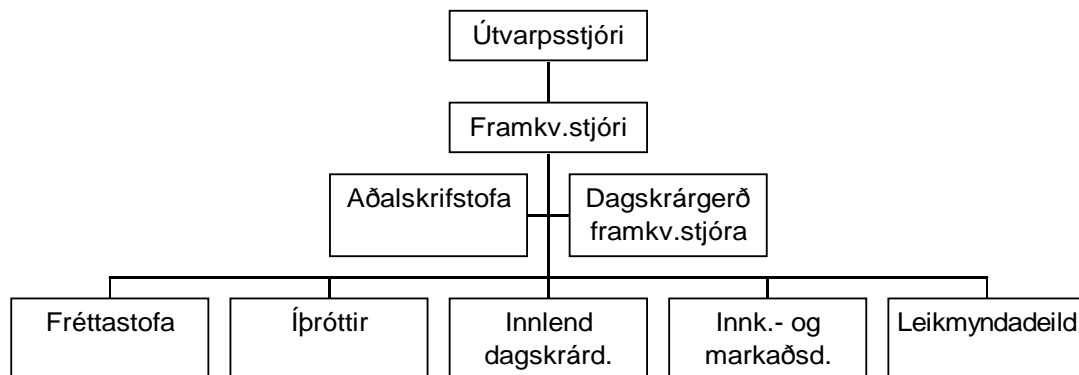 Útvarpsstjóri
Framkv.stjóri
Aðalskrifstofa
Dagskrárgerð
framkv.stjóra
Fréttastofa
Íþróttir
Innlend
dagskrárd.
Innk.- og
markaðsd.
Leikmyndadeild